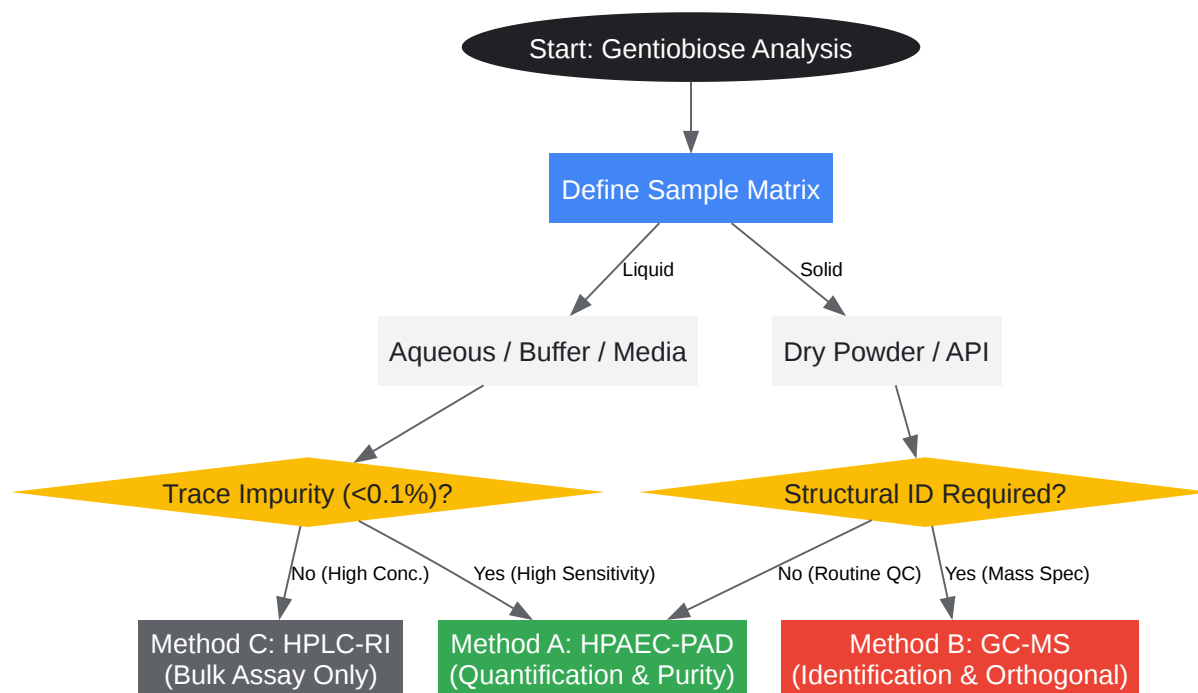 Start: Gentiobiose Analysis
Define Sample Matrix
Liquid
Solid
Aqueous / Buffer / Media
Dry Powder / API
Trace Impurity (<0.1%)?
Structural ID Required?
No (High Conc.)
Yes (High Sensitivity)
No (Routine QC)
Yes (Mass Spec)
Method C: HPLC-RI
(Bulk Assay Only)
Method A: HPAEC-PAD
(Quantification & Purity)
Method B: GC-MS
(Identification & Orthogonal)